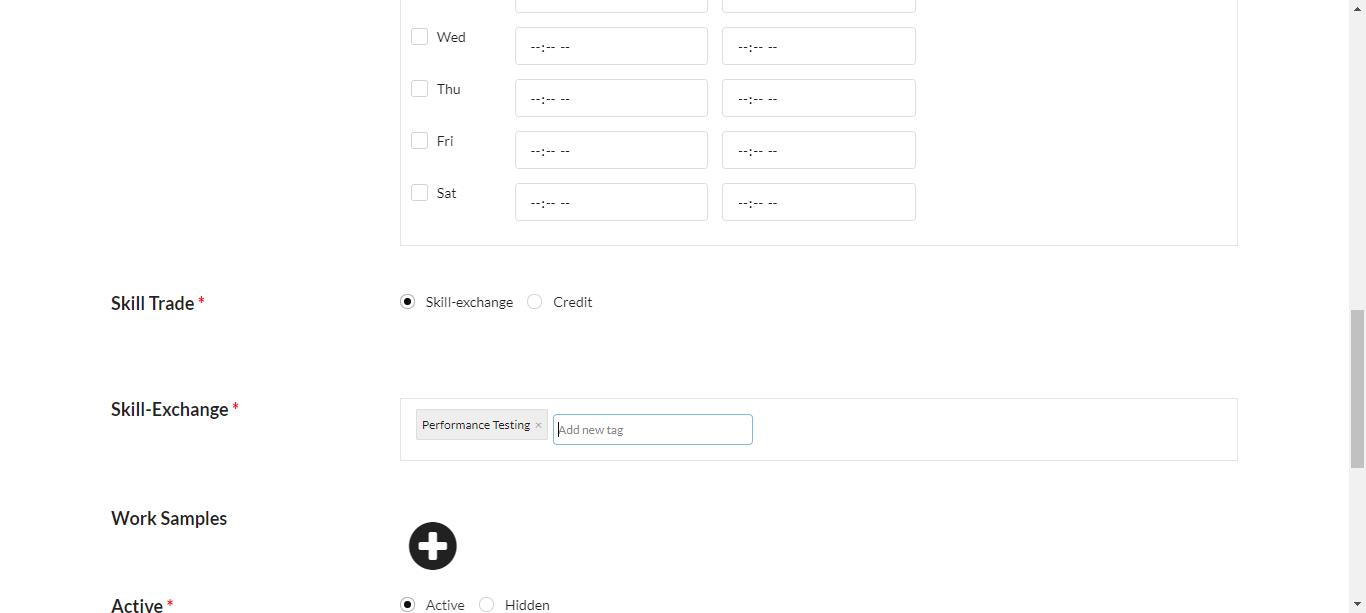 Wed --:-- -- --:-- --
Thu --:-- -- --:-- --
Fri --:-- -- --:-- --
Sat --:-- -- --:-- --
Skill Trade * Skill-exchange Credit
Skill-Exchange * Performance Testing × Add new tag
Work Samples
Active * Active Hidden